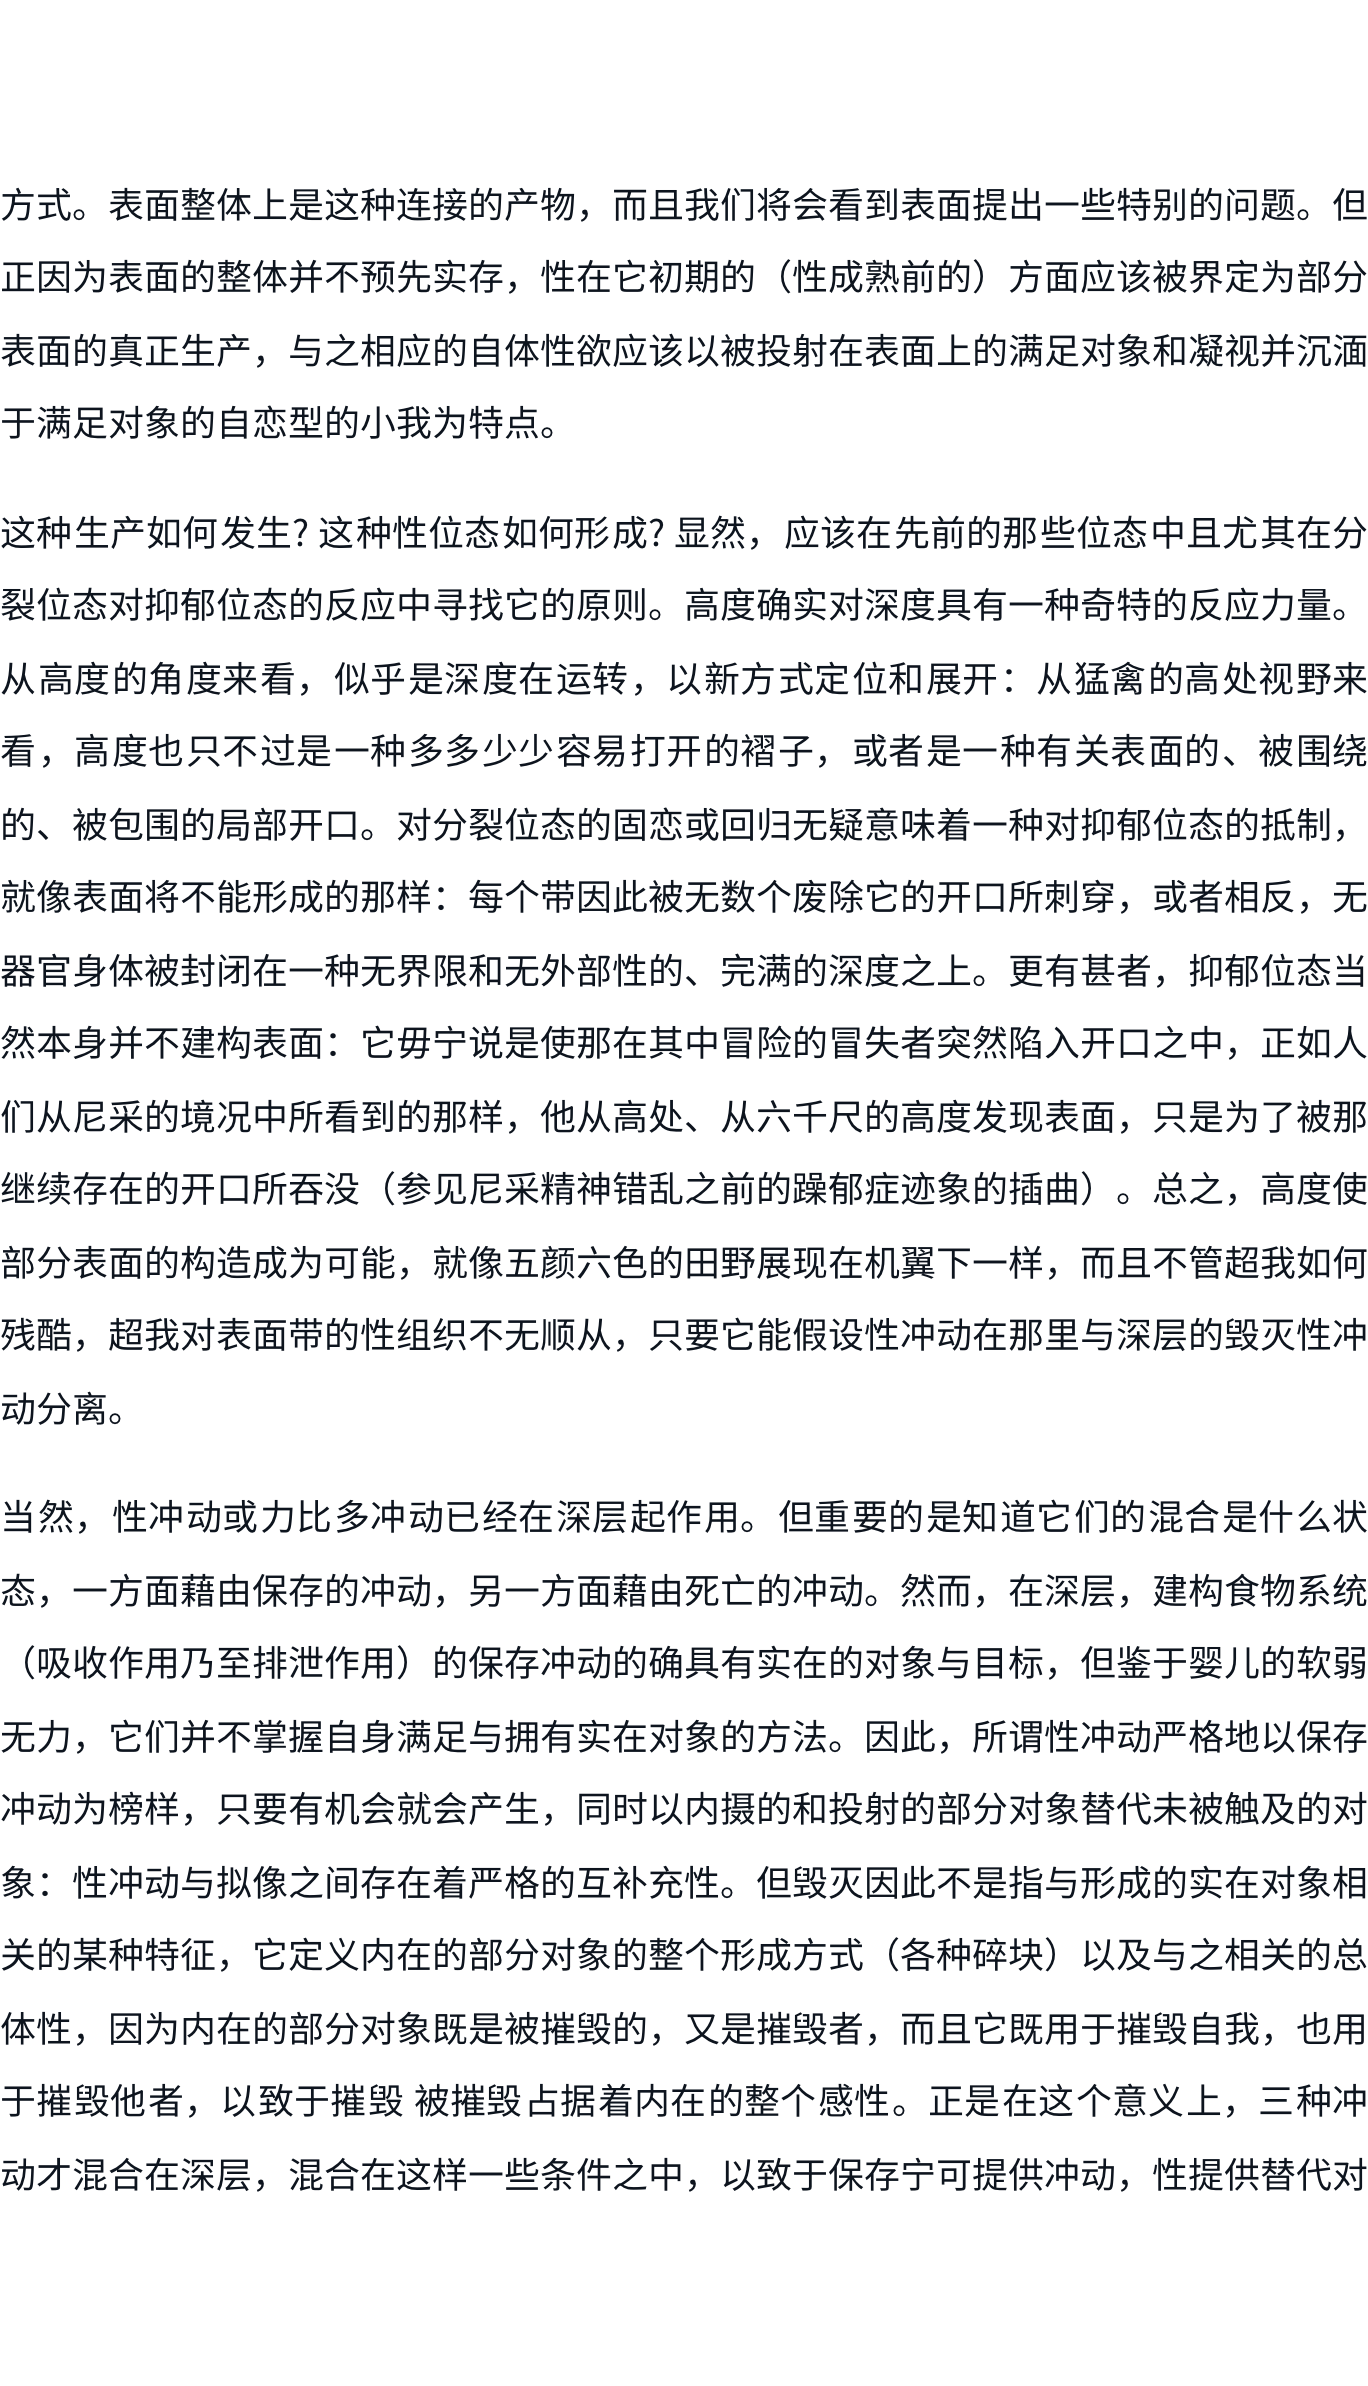 方式。表面整体上是这种连接的产物，而且我们将会看到表面提出一些特别的问题。但
正因为表面的整体并不预先实存，性在它初期的（性成熟前的）方面应该被界定为部分
表面的真正生产，与之相应的自体性欲应该以被投射在表面上的满足对象和凝视并沉湎
于满足对象的自恋型的小我为特点。
这种生产如何发生? 这种性位态如何形成? 显然，应该在先前的那些位态中且尤其在分
裂位态对抑郁位态的反应中寻找它的原则。高度确实对深度具有一种奇特的反应力量。
从高度的角度来看，似乎是深度在运转，以新方式定位和展开：从猛禽的高处视野来
看，高度也只不过是一种多多少少容易打开的褶子，或者是一种有关表面的、被围绕
的、被包围的局部开口。对分裂位态的固恋或回归无疑意味着一种对抑郁位态的抵制，
就像表面将不能形成的那样：每个带因此被无数个废除它的开口所刺穿，或者相反，无
器官身体被封闭在一种无界限和无外部性的、完满的深度之上。更有甚者，抑郁位态当
然本身并不建构表面：它毋宁说是使那在其中冒险的冒失者突然陷入开口之中，正如人
们从尼采的境况中所看到的那样，他从高处、从六千尺的高度发现表面，只是为了被那
继续存在的开口所吞没（参见尼采精神错乱之前的躁郁症迹象的插曲）。总之，高度使
部分表面的构造成为可能，就像五颜六色的田野展现在机翼下一样，而且不管超我如何
残酷，超我对表面带的性组织不无顺从，只要它能假设性冲动在那里与深层的毁灭性冲
动分离。
当然，性冲动或力比多冲动已经在深层起作用。但重要的是知道它们的混合是什么状
态，一方面藉由保存的冲动，另一方面藉由死亡的冲动。然而，在深层，建构食物系统
（吸收作用乃至排泄作用）的保存冲动的确具有实在的对象与目标，但鉴于婴儿的软弱
无力，它们并不掌握自身满足与拥有实在对象的方法。因此，所谓性冲动严格地以保存
冲动为榜样，只要有机会就会产生，同时以内摄的和投射的部分对象替代未被触及的对
象：性冲动与拟像之间存在着严格的互补充性。但毁灭因此不是指与形成的实在对象相
关的某种特征，它定义内在的部分对象的整个形成方式（各种碎块）以及与之相关的总
体性，因为内在的部分对象既是被摧毁的，又是摧毁者，而且它既用于摧毁自我，也用
于摧毁他者，以致于摧毁 被摧毁占据着内在的整个感性。正是在这个意义上，三种冲
动才混合在深层，混合在这样一些条件之中，以致于保存宁可提供冲动，性提供替代对